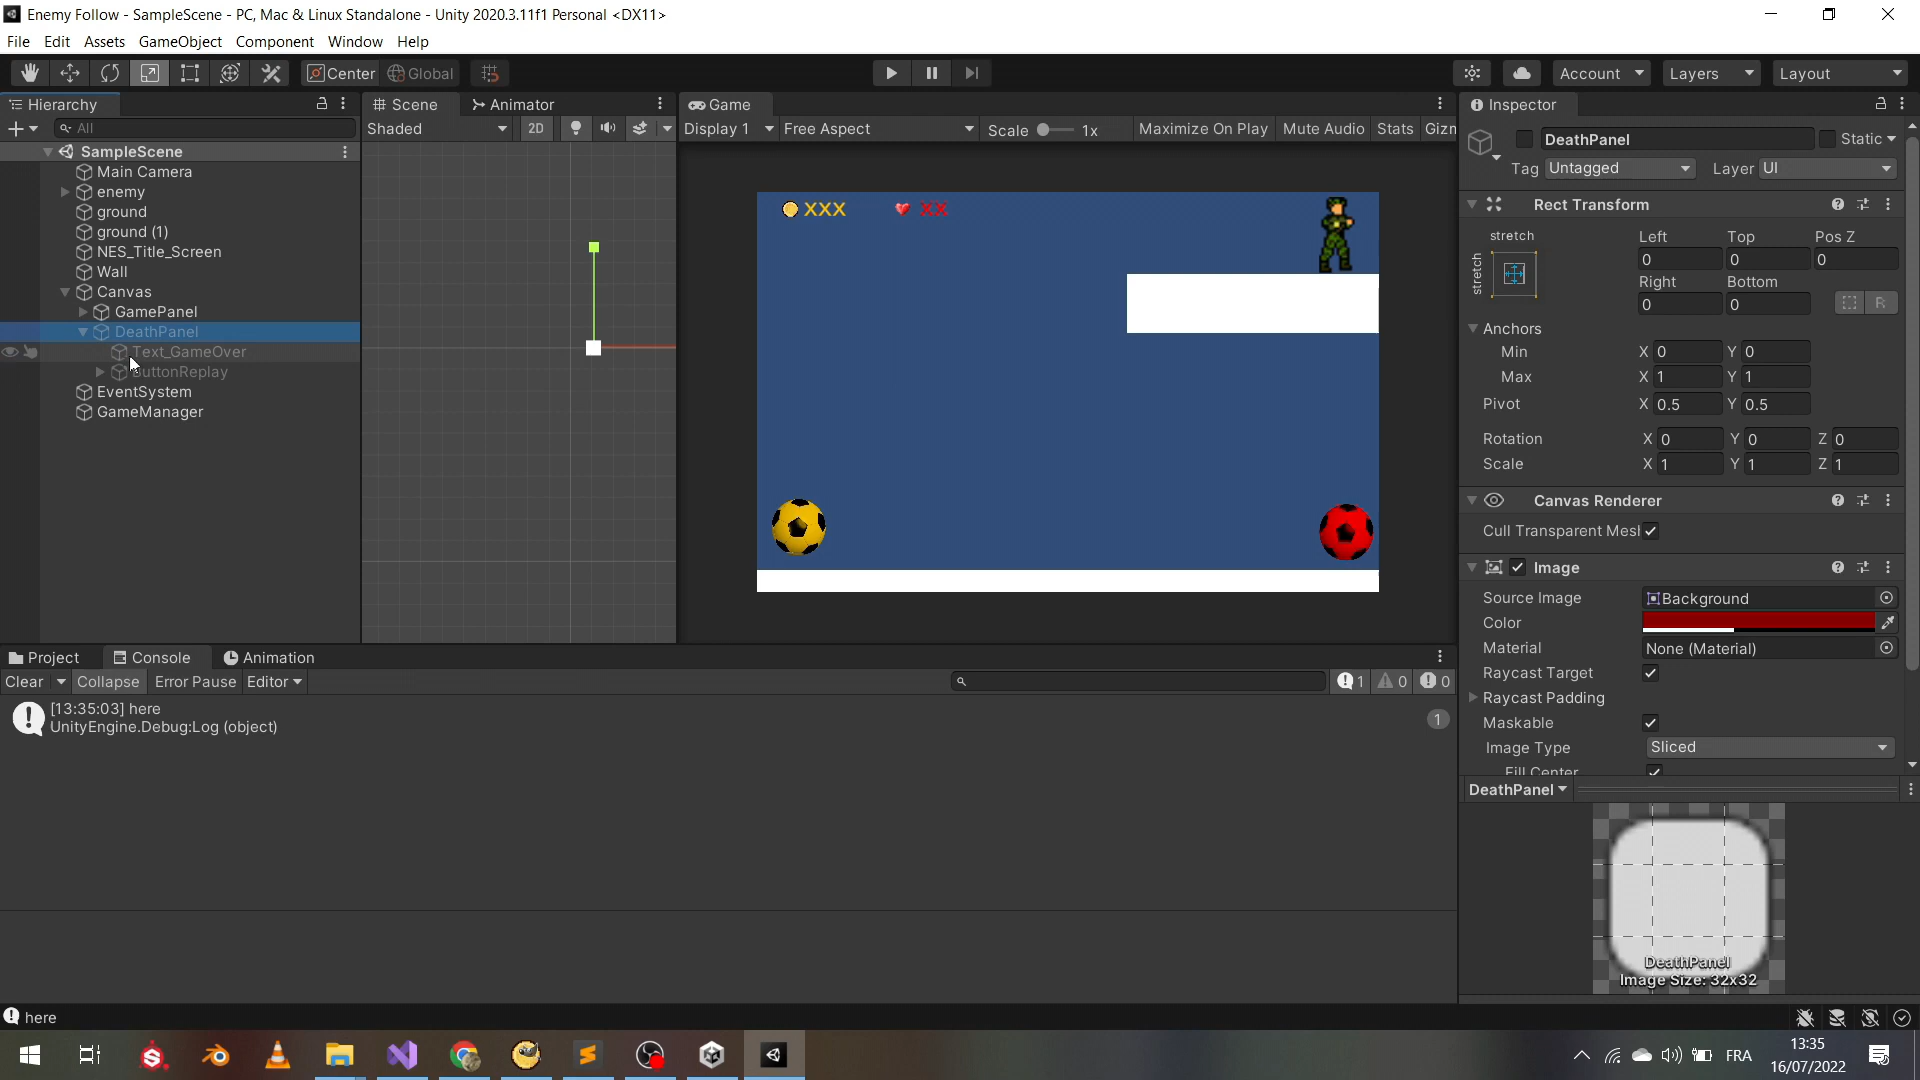 Enemy Follow - SampleScene - PC, Mac & Linux Standalone - Unity 2020.3.11f1 Personal <DX11>
File Edit Assets GameObject Component Window Help
Center Global
Account Layers Layout
Hierarchy
All
SampleScene
Main Camera
enemy
ground
ground (1)
NES_Title_Screen
Wall
Canvas
GamePanel
DeathPanel
Text_GameOver
ButtonReplay
EventSystem
GameManager
Scene Animator
Shaded 2D
Game
Display 1 Free Aspect Scale 1x Maximize On Play Mute Audio Stats Gizn
XXX XX
Inspector
DeathPanel Static
Tag Untagged Layer UI
Rect Transform
stretch Left Top Pos Z
stretch 0 0 0
Right Bottom
0 0 R
Anchors
Min X 0 Y 0
Max X 1 Y 1
Pivot X 0.5 Y 0.5
Rotation X 0 Y 0 Z 0
Scale X 1 Y 1 Z 1
Canvas Renderer
Cull Transparent Mesl
Image
Source Image Background
Color
Material None (Material)
Raycast Target
Raycast Padding
Maskable
Image Type Sliced
Fill Center
DeathPanel
DeathPanel
Image Size: 32x32
Project Console Animation
Clear Collapse Error Pause Editor 1 0 0
[13:35:03] here
UnityEngine.Debug:Log (object) 1
here
FRA 13:35
16/07/2022